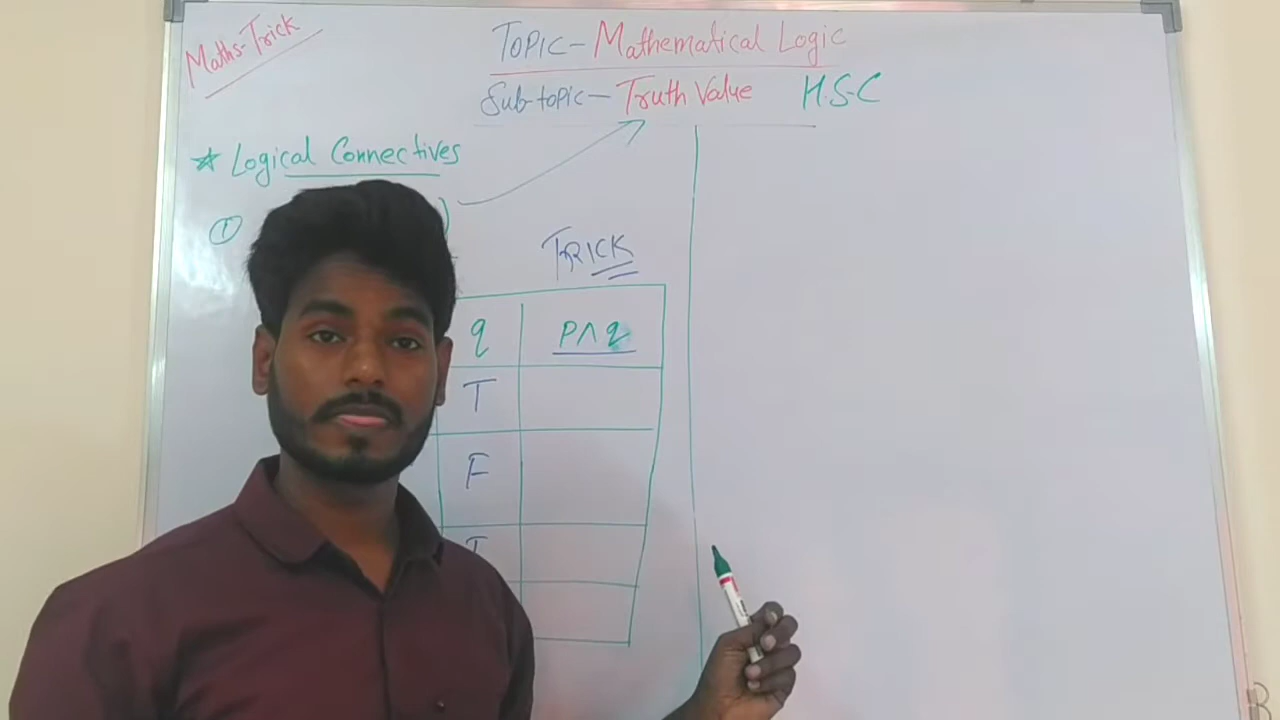 Maths-Trick
Topic - Mathematical Logic
Sub-topic - Truth Value H.S.C
* Logical Connectives
① )
TRICK
q P∧q
T
F
T